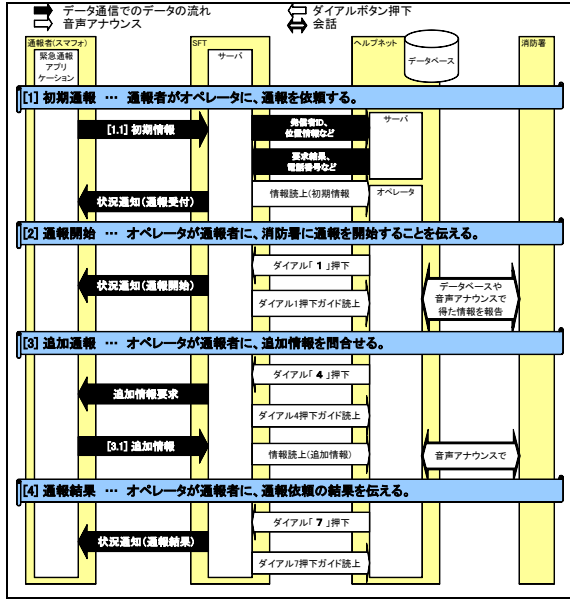 データ通信でのデータの流れ
ダイアルボタン押下
音声アナウンス
会話
通報者(スマフォ)
SFT
ヘルプネット
消防署
緊急通報
アプリ
ケーション
サーバ
データベース
[1] 初期通報 … 通報者がオペレータに、通報を依頼する。
[1.1] 初期情報
発信者ID、
位置情報など
サーバ
要求結果、
電話番号など
状況通知(通報受付)
情報読上(初期情報
オペレータ
[2] 通報開始 … オペレータが通報者に、消防署に通報を開始することを伝える。
ダイアル「1」押下
状況通知(通報開始)
ダイアル1押下ガイド読上
データベースや
音声アナウンスで
得た情報を報告
[3] 追加通報 … オペレータが通報者に、追加情報を問合せる。
ダイアル「4」押下
追加情報要求
ダイアル4押下ガイド読上
[3.1] 追加情報
情報読上(追加情報)
音声アナウンスで
[4] 通報結果 … オペレータが通報者に、通報依頼の結果を伝える。
ダイアル「7」押下
状況通知(通報結果)
ダイアル7押下ガイド読上